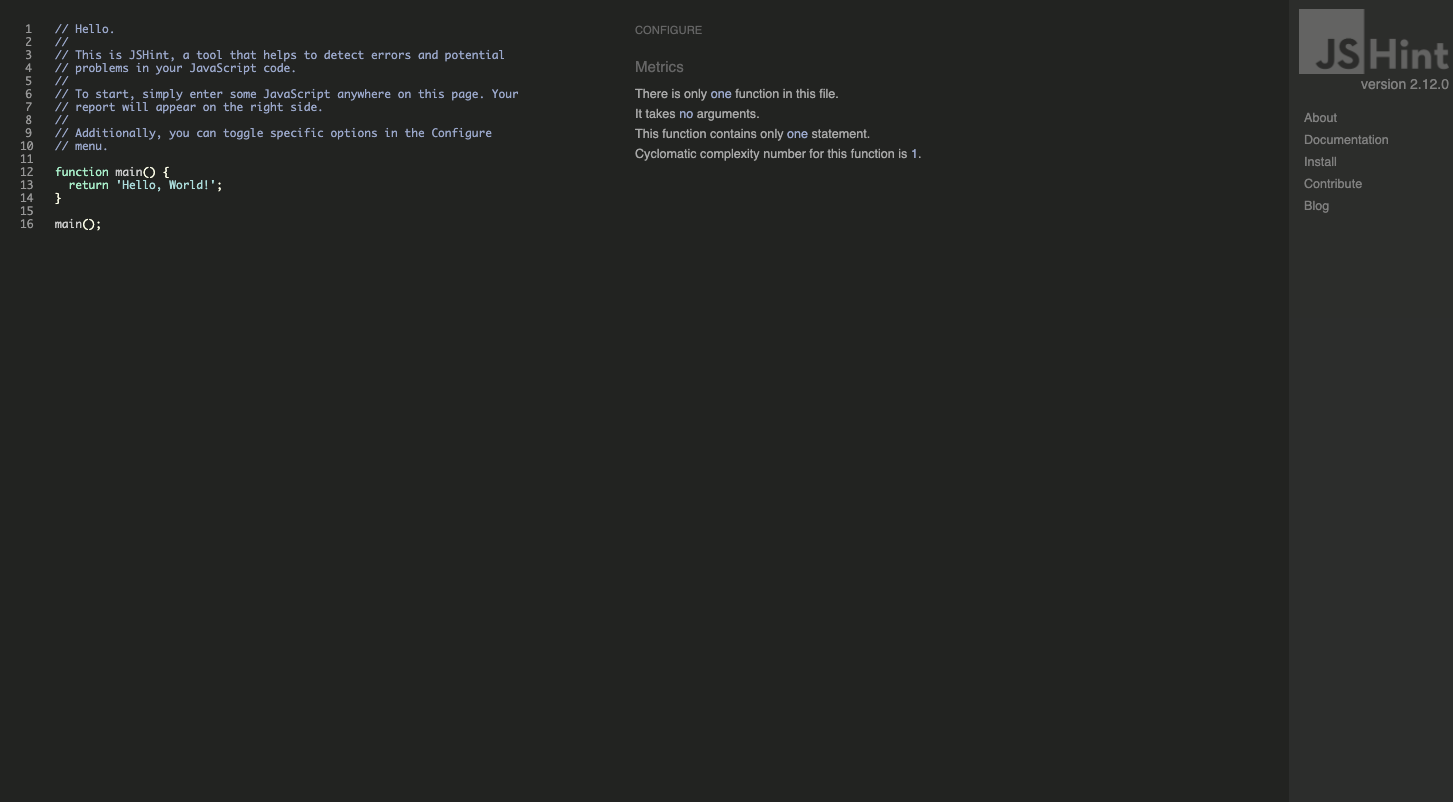 1 // Hello.
2 //
3 // This is JSHint, a tool that helps to detect errors and potential
4 // problems in your JavaScript code.
5 //
6 // To start, simply enter some JavaScript anywhere on this page. Your
7 // report will appear on the right side.
8 //
9 // Additionally, you can toggle specific options in the Configure
10 // menu.
11
12 function main() {
13   return 'Hello, World!';
14 }
15
16 main();
CONFIGURE
Metrics
There is only one function in this file.
It takes no arguments.
This function contains only one statement.
Cyclomatic complexity number for this function is 1.
JSHint
version 2.12.0
About
Documentation
Install
Contribute
Blog